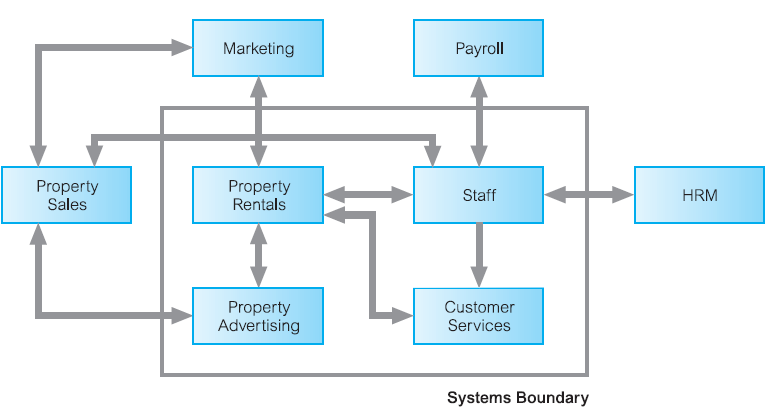 Marketing
Payroll
Property
Sales
Property
Rentals
Staff
HRM
Property
Advertising
Customer
Services
Systems Boundary